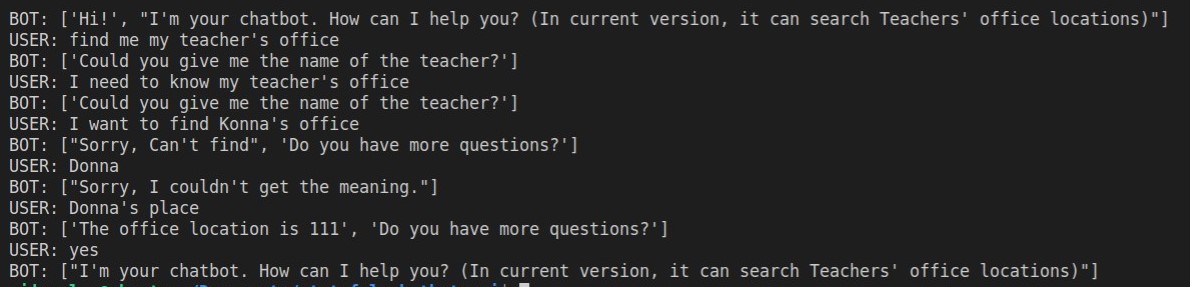 BOT: ['Hi!', "I'm your chatbot. How can I help you? (In current version, it can search Teachers' office locations)"]
USER: find me my teacher's office
BOT: ['Could you give me the name of the teacher?']
USER: I need to know my teacher's office
BOT: ['Could you give me the name of the teacher?']
USER: I want to find Konna's office
BOT: ["Sorry, Can't find", 'Do you have more questions?']
USER: Donna
BOT: ["Sorry, I couldn't get the meaning."]
USER: Donna's place
BOT: ['The office location is 111', 'Do you have more questions?']
USER: yes
BOT: ["I'm your chatbot. How can I help you? (In current version, it can search Teachers' office locations)"]